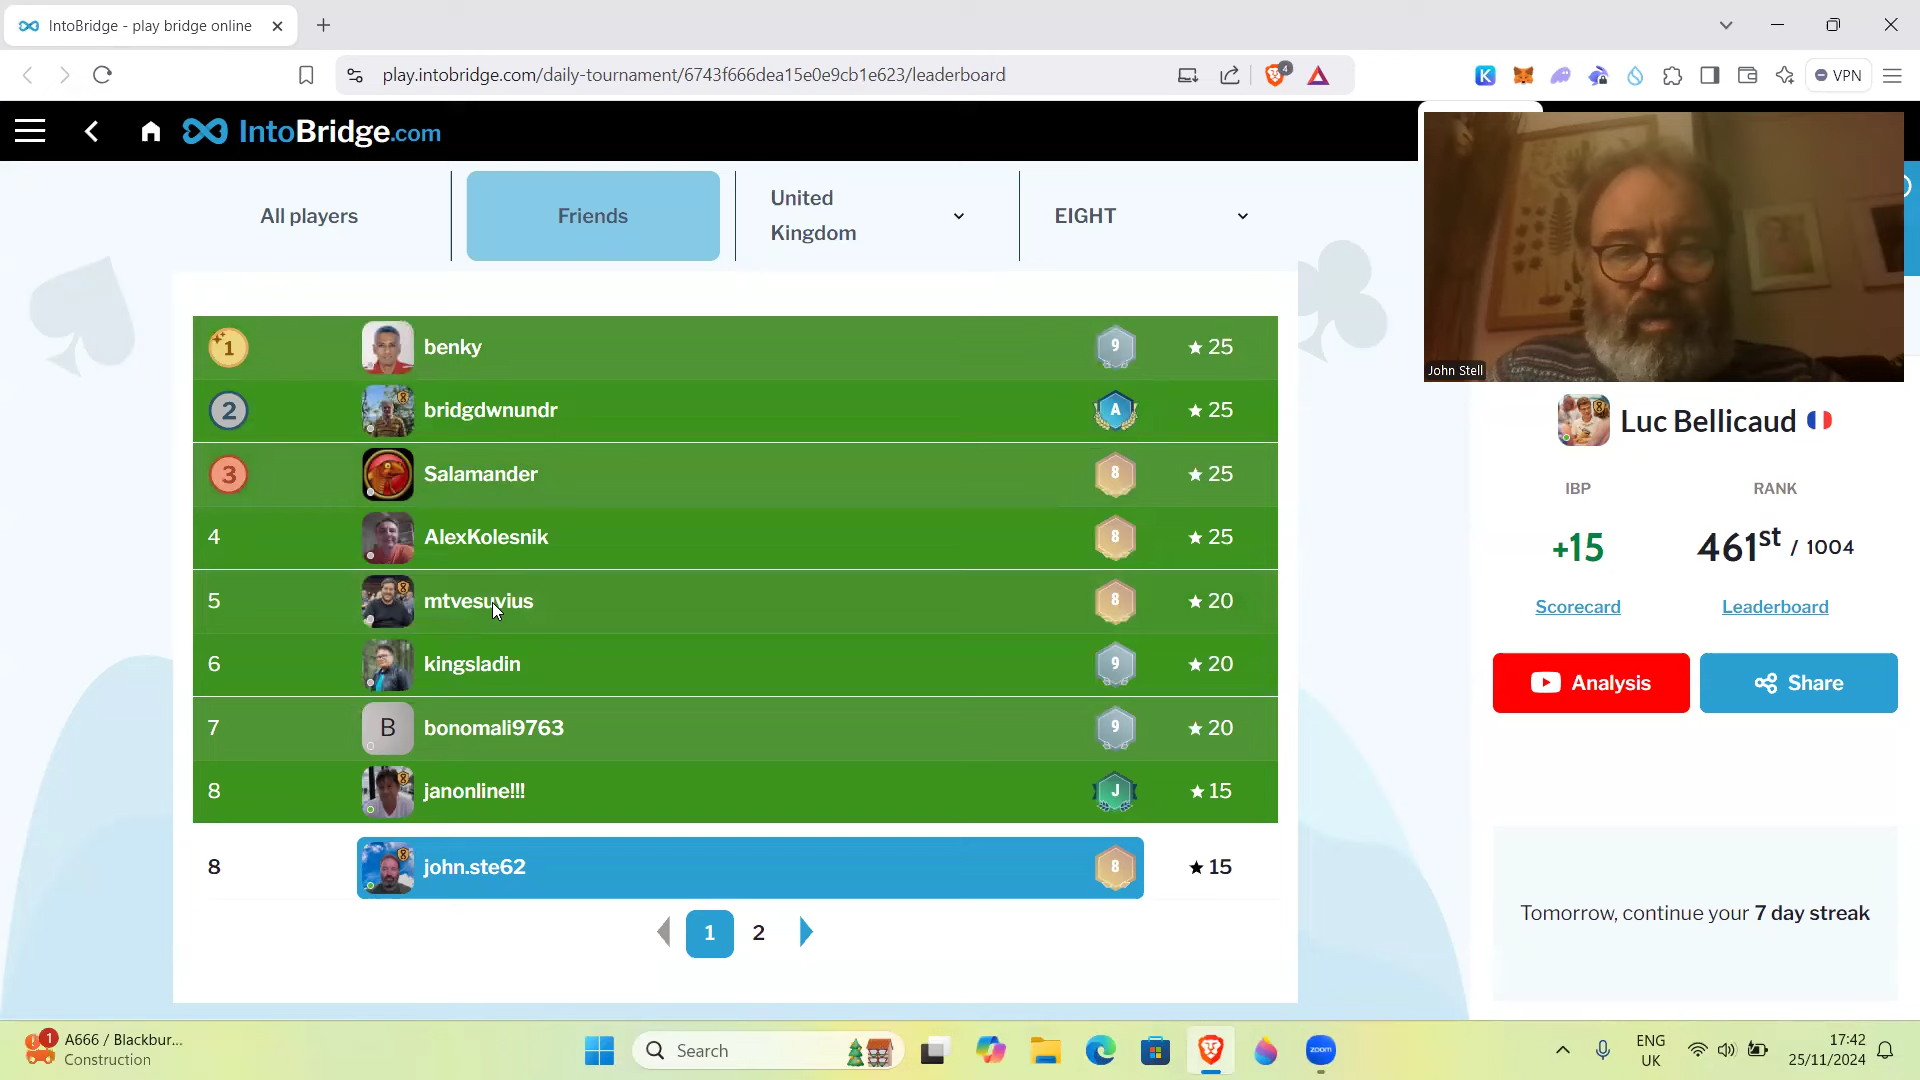 IntoBridge - play bridge online
play.intobridge.com/daily-tournament/6743f666dea15e0e9cb1e623/leaderboard
4
VPN
IntoBridge.com
All players
Friends
United
Kingdom
EIGHT
1
benky
9
25
2
bridgdwnundr
A
25
3
Salamander
8
25
4
AlexKolesnik
8
25
5
mtvesuvius
8
20
6
kingsladin
9
20
7
B
bonomali9763
9
20
8
janonline!!!
J
15
8
john.ste62
8
15
1
2
John Stell
Luc Bellicaud
IBP
RANK
+15
461st / 1004
Scorecard
Leaderboard
Analysis
Share
Tomorrow, continue your 7 day streak
1
A666 / Blackbur...
Construction
Search
zoom
ENG
UK
17:42
25/11/2024